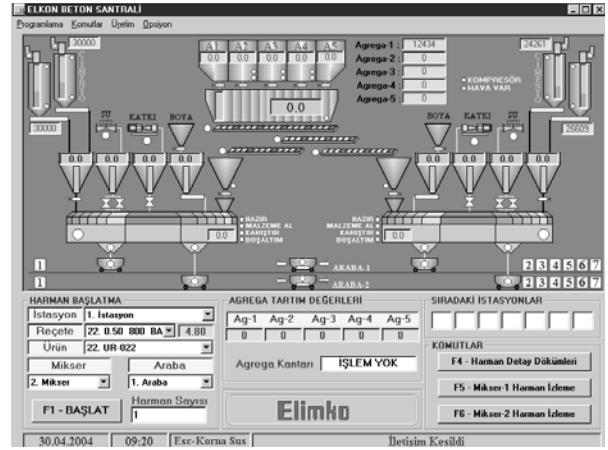 ELKON BETON SANTRALİ
Programlama Komutlar Üretim Opsiyon
30000 A1 A2 A3 A4 A5 Agrega-1 : 12434 24261
0.0 0.0 0.0 0.0 0.0 Agrega-2 : 0
Agrega-3 : 0
Agrega-4 : 0
Agrega-5 : 0
KOMPRESÖR
HAVA VAR
0.0
SU KATKI BOYA BOYA KATKI SU
30000 26609
0.0 0.0 0.0 0.0 0.0 0.0 0.0 0.0
HAZIR HAZIR
MALZEME AL MALZEME AL
0.0 KARIŞTIR KARIŞTIR 0.0
BOŞALTIM BOŞALTIM
1 ARABA-1 2 3 4 5 6 7
1 ARABA-2 2 3 4 5 6 7
HARMAN BAŞLATMA
İstasyon 1. İstasyon
Reçete 22. 0.50 800 BA 4.80
Ürün 22. UR-022
Mikser Araba
2. Mikser 1. Araba
F1 - BAŞLAT Harman Sayısı
1
AGREGA TARTIM DEĞERLERİ
Ag-1 Ag-2 Ag-3 Ag-4 Ag-5
0 0 0 0 0
Agrega Kantarı İŞLEM YOK
Elimko
SIRADAKİ İSTASYONLAR
KOMUTLAR
F4 - Harman Detay Dökümleri
F5 - Mikser-1 Harman İzleme
F6 - Mikser-2 Harman İzleme
30.04.2004 09:20 Esc-Korna Sus İletişim Kesildi